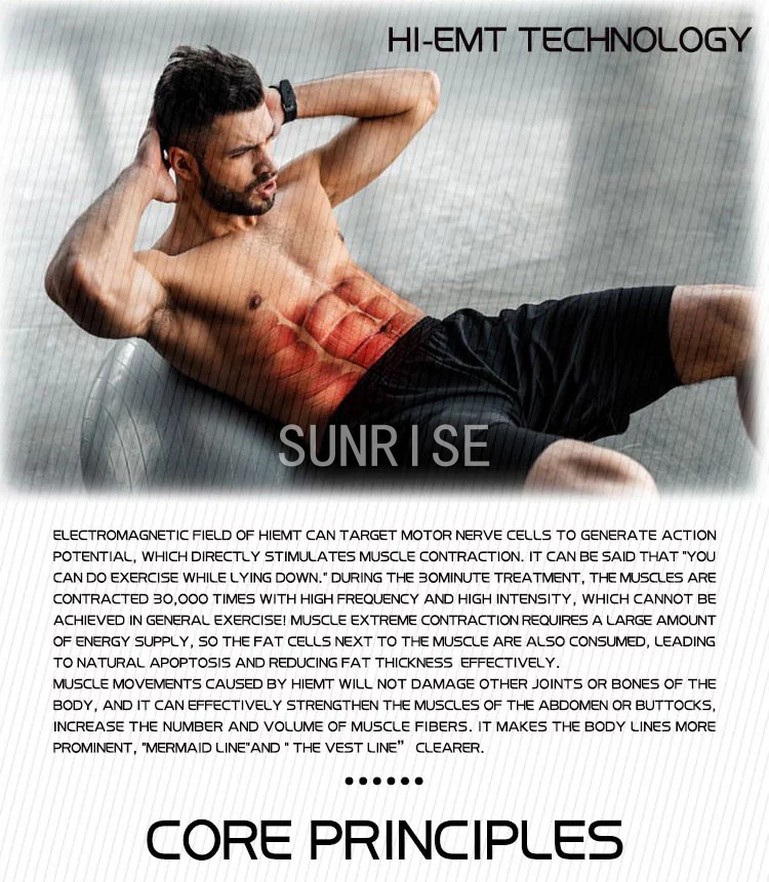 HI-EMT TECHNOLOGY
SUNRISE
ELECTROMAGNETIC FIELD OF HIEMT CAN TARGET MOTOR NERVE CELLS TO GENERATE ACTION
POTENTIAL, WHICH DIRECTLY STIMULATES MUSCLE CONTRACTION. IT CAN BE SAID THAT "YOU
CAN DO EXERCISE WHILE LYING DOWN." DURING THE 30MINUTE TREATMENT, THE MUSCLES ARE
CONTRACTED 30,000 TIMES WITH HIGH FREQUENCY AND HIGH INTENSITY, WHICH CANNOT BE
ACHIEVED IN GENERAL EXERCISE! MUSCLE EXTREME CONTRACTION REQUIRES A LARGE AMOUNT
OF ENERGY SUPPLY, SO THE FAT CELLS NEXT TO THE MUSCLE ARE ALSO CONSUMED, LEADING
TO NATURAL APOPTOSIS AND REDUCING FAT THICKNESS EFFECTIVELY.
MUSCLE MOVEMENTS CAUSED BY HIEMT WILL NOT DAMAGE OTHER JOINTS OR BONES OF THE
BODY, AND IT CAN EFFECTIVELY STRENGTHEN THE MUSCLES OF THE ABDOMEN OR BUTTOCKS,
INCREASE THE NUMBER AND VOLUME OF MUSCLE FIBERS. IT MAKES THE BODY LINES MORE
PROMINENT, "MERMAID LINE"AND " THE VEST LINE” CLEARER.
••••••
CORE PRINCIPLES